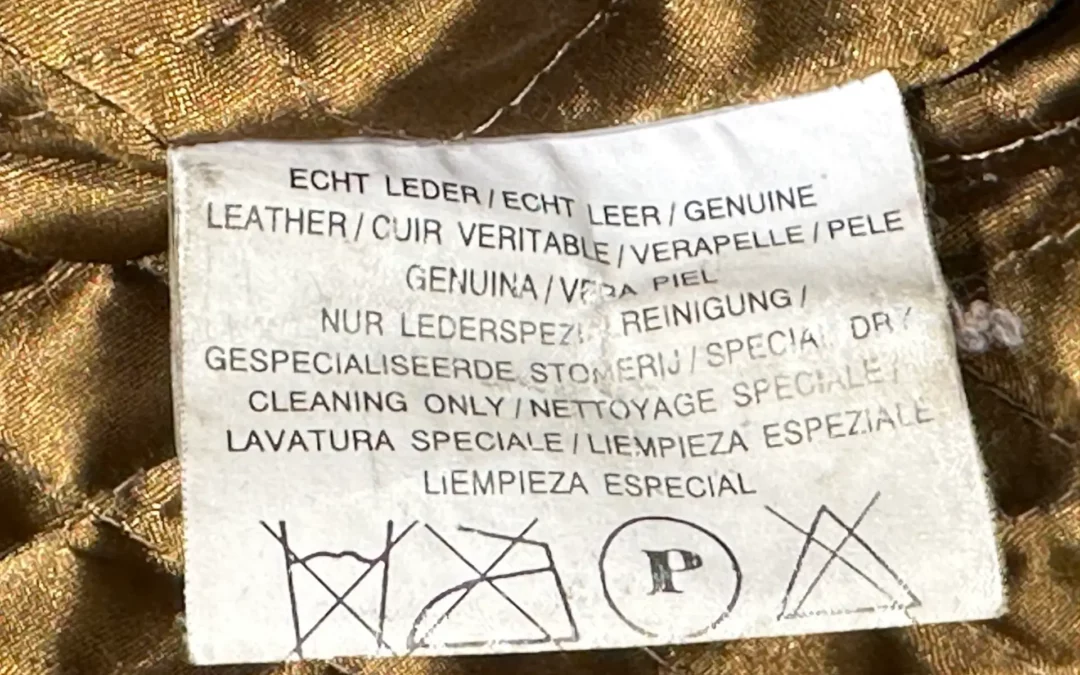 ECHT LEDER / ECHT LEER / GENUINE
LEATHER / CUIR VERITABLE / VERAPELLE / PELE
GENUINA / VERA PIEL
NUR REINIGUNG /
GESPECIALISEERDE STOMERIJ / SPECIAL DRY
CLEANING ONLY / NETTOYAGE SPECIALE /
LAVATURA SPECIALE / LIEMPIEZA ESPEZIALE
LIEMPIEZA ESPECIAL
P